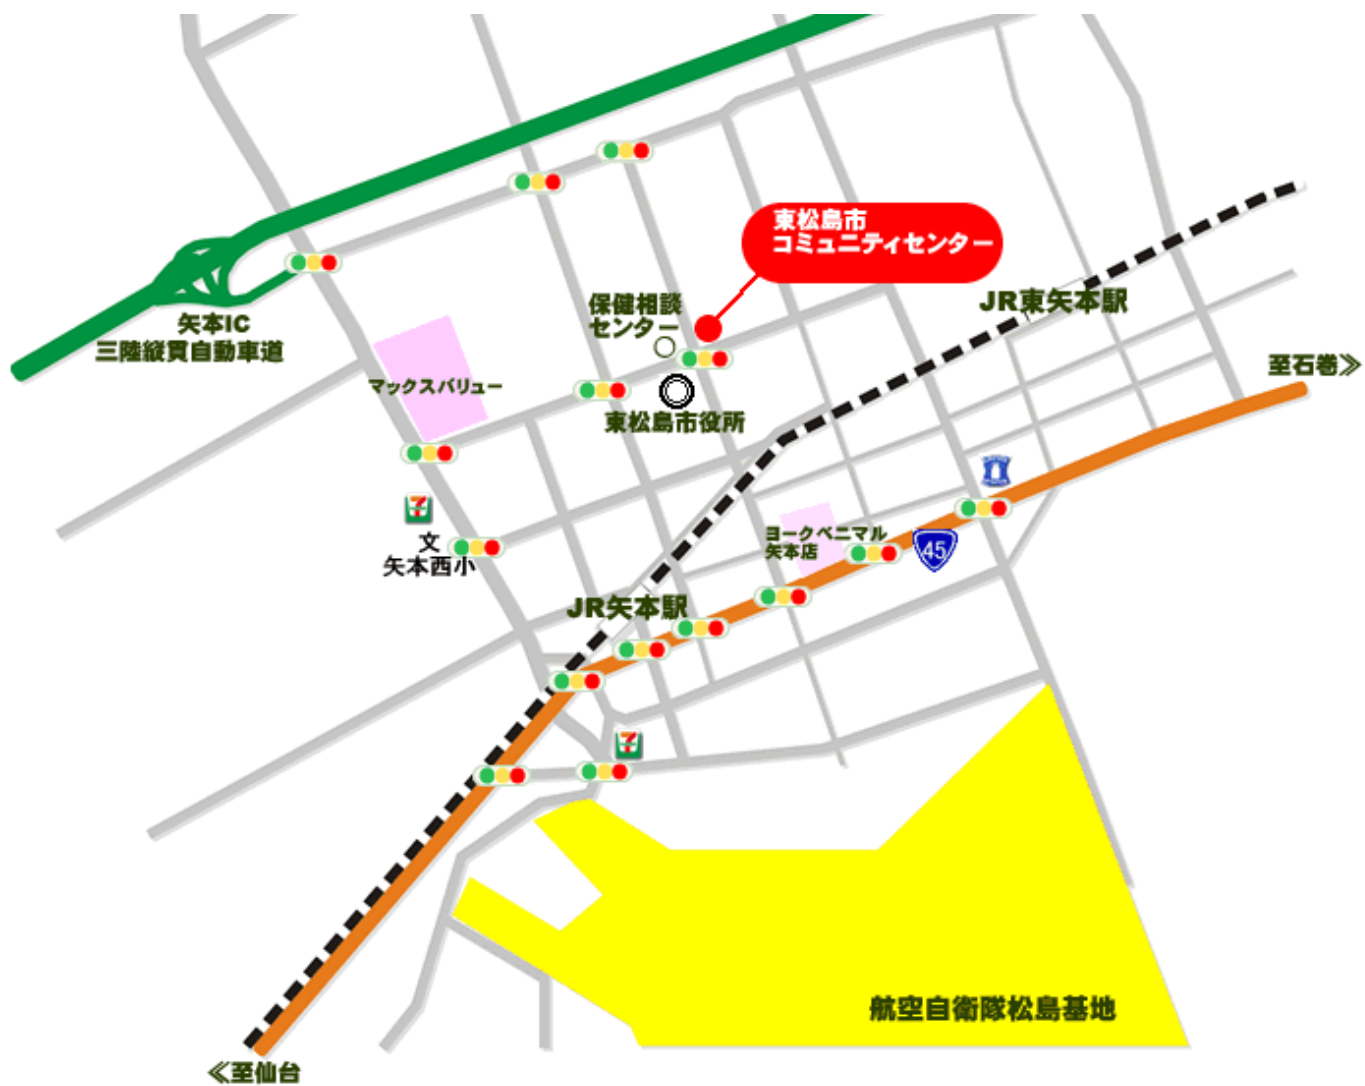 東松島市
コミュニティセンター
保健相談
センター
JR東矢本駅
矢本IC
三陸縦貫自動車道
至石巻≫
マックスバリュー
東松島市役所
7
文
矢本西小
ヨークベニマル
矢本店
45
JR矢本駅
7
航空自衛隊松島基地
≪至仙台